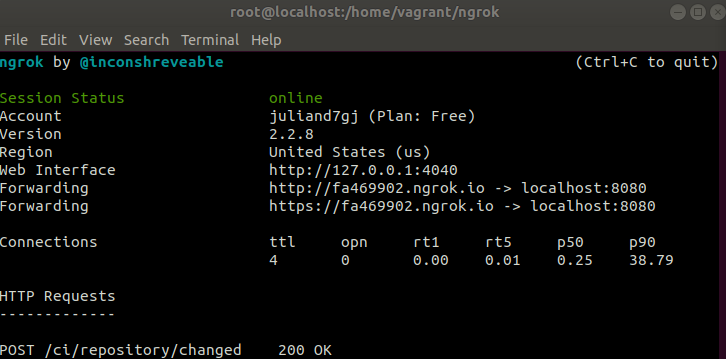 root@localhost:/home/vagrant/ngrok
File Edit View Search Terminal Help
ngrok by @inconshreveable (Ctrl+C to quit)
Session Status online
Account juliand7gj (Plan: Free)
Version 2.2.8
Region United States (us)
Web Interface http://127.0.0.1:4040
Forwarding http://fa469902.ngrok.io -> localhost:8080
Forwarding https://fa469902.ngrok.io -> localhost:8080
Connections ttl opn rt1 rt5 p50 p90
4 0 0.00 0.01 0.25 38.79
HTTP Requests
-------------
POST /ci/repository/changed 200 OK